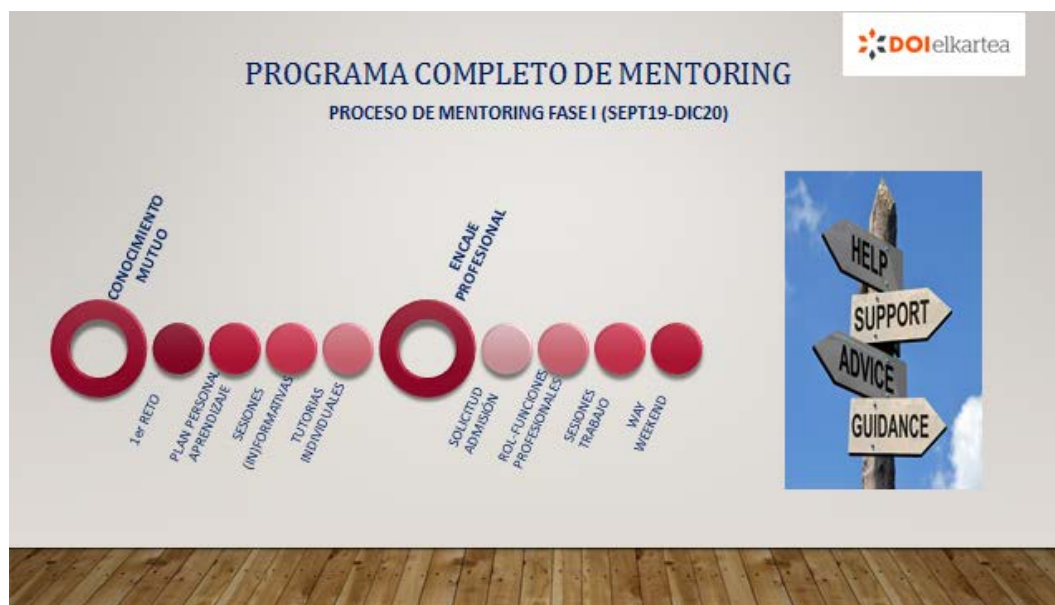 DOIelkartea
PROGRAMA COMPLETO DE MENTORING
PROCESO DE MENTORING FASE I (SEPT19-DIC20)
CONOCIMIENTO
MUTUO
1er RETO
PLAN PERSONAL
APRENDIZAJE
SESIONES
(IN)FORMATIVAS
TUTORIAS
INDIVIDUALES
ENCAJE
PROFESIONAL
SOLICITUD
ADMISIÓN
ROL-FUNCIONES
PROFESIONALES
SESIONES
TRABAJO
WAY
WEEKEND
HELP
SUPPORT
ADVICE
GUIDANCE